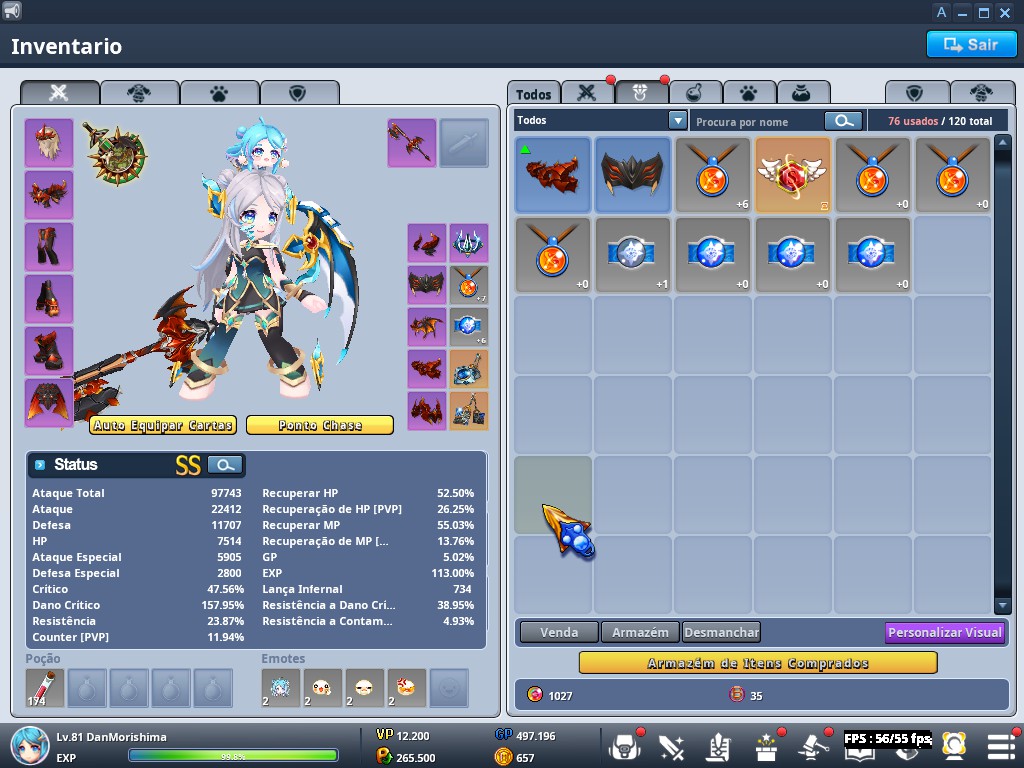 A
Inventario
Sair
Todos
Todos
Procura por nome
76 usados / 120 total
+6
+0
+0
+0
+1
+0
+0
+0
+7
+6
Auto Equipar Cartas
Ponto Chase
Status
SS
Ataque Total 97743
Ataque 22412
Defesa 11707
HP 7514
Ataque Especial 5905
Defesa Especial 2800
Crítico 47.56%
Dano Crítico 157.95%
Resistência 23.87%
Counter [PVP] 11.94%
Recuperar HP 52.50%
Recuperação de HP [PVP] 26.25%
Recuperar MP 55.03%
Recuperação de MP [... 13.76%
GP 5.02%
EXP 113.00%
Lança Infernal 734
Resistência a Dano Crí... 38.95%
Resistência a Contam... 4.93%
Poção
174
Emotes
2
2
2
2
Venda
Armazém
Desmanchar
Personalizar Visual
Armazém de Itens Comprados
1027
35
Lv.81 DanMorishima
EXP
99.8%
VP 12.200
265.500
GP 497.196
657
FPS : 56/55 fps